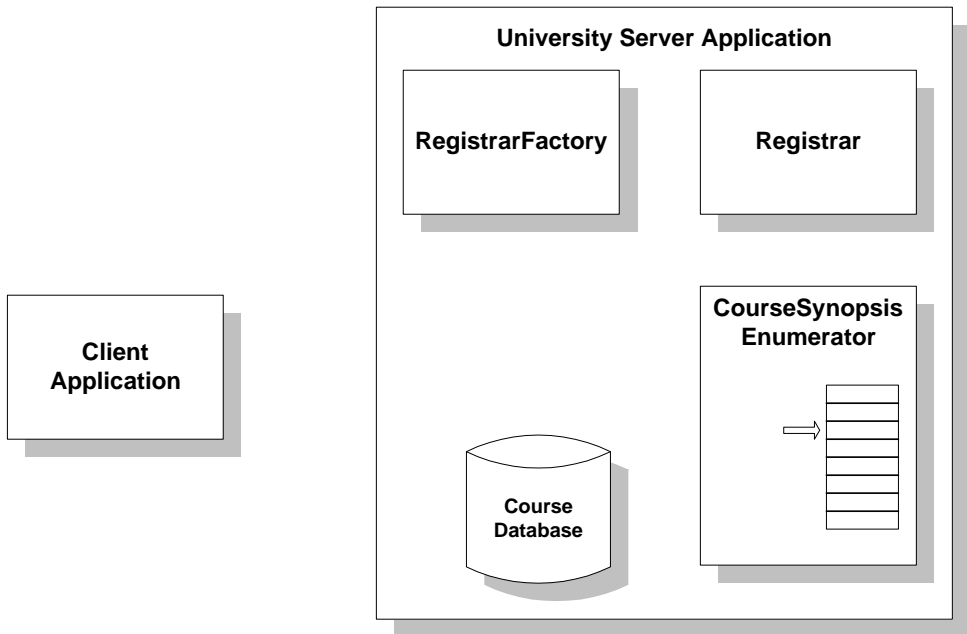 University Server Application
RegistrarFactory
Registrar
Client
Application
CourseSynopsis
Enumerator
Course
Database